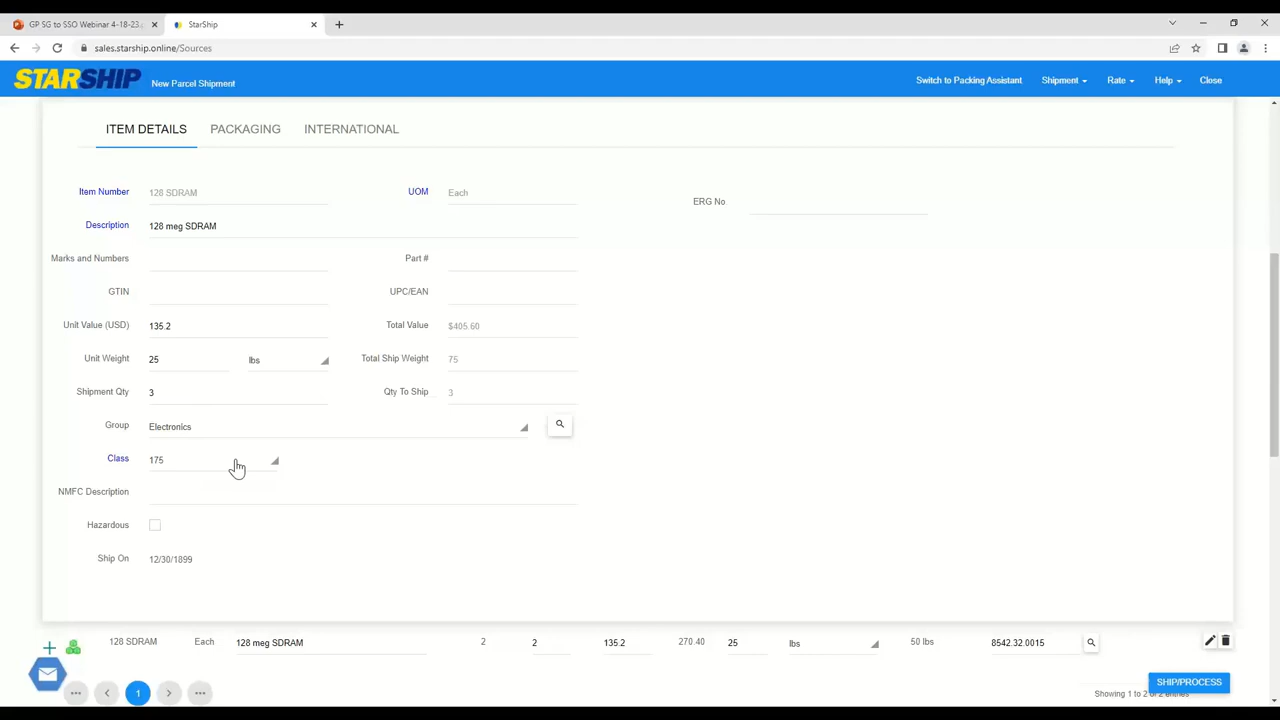 GP SG to SSO Webinar 4-18-23.
StarShip
sales.starship.online/Sources
STARSHIP New Parcel Shipment Switch to Packing Assistant Shipment Rate Help Close
ITEM DETAILS PACKAGING INTERNATIONAL
Item Number 128 SDRAM UOM Each ERG No
Description 128 meg SDRAM
Marks and Numbers Part #
GTIN UPC/EAN
Unit Value (USD) 135.2 Total Value $405.60
Unit Weight 25 lbs Total Ship Weight 75
Shipment Qty 3 Qty To Ship 3
Group Electronics
Class 175
NMFC Description
Hazardous
Ship On 12/30/1899
128 SDRAM Each 128 meg SDRAM 2 2 135.2 270.40 25 lbs 50 lbs 8542.32.0015
SHIP/PROCESS
1 Showing 1 to 2 of 2 entries